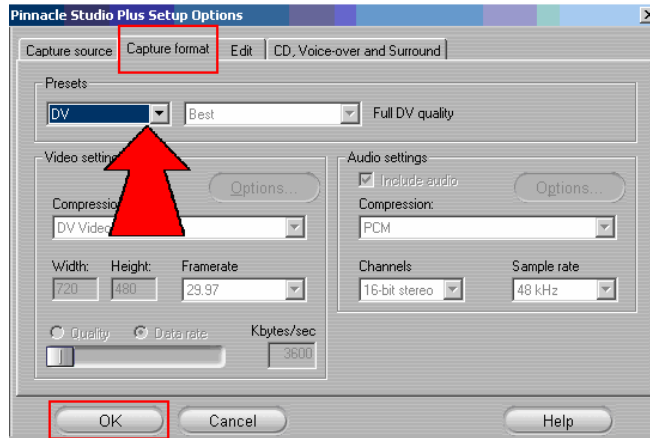 Pinnacle Studio Plus Setup Options
Capture source Capture format Edit CD, Voice-over and Surround
Presets
DV Best Full DV quality
Video settin Audio settings
Options... Include audio Options...
Compressio Compression:
DV Video PCM
Width: Height: Framerate Channels Sample rate
720 480 29.97 16-bit stereo 48 kHz
Quality Data rate Kbytes/sec
3600
OK Cancel Help